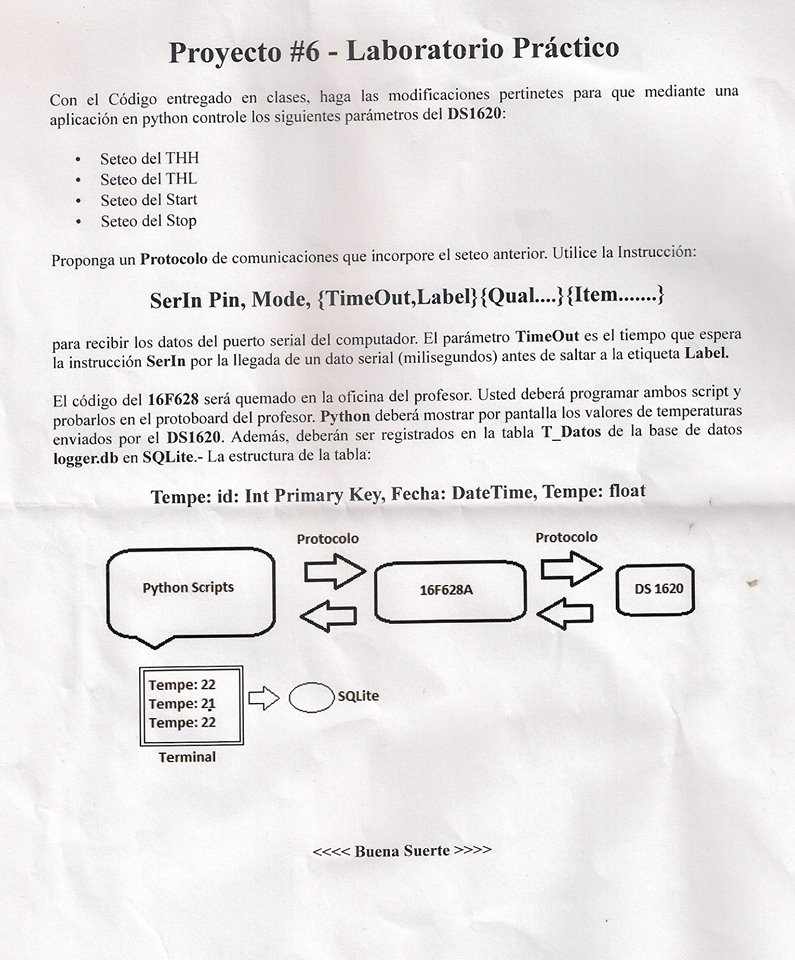 Proyecto #6 - Laboratorio Práctico
Con el Código entregado en clases, haga las modificaciones pertinetes para que mediante una
aplicación en python controle los siguientes parámetros del DS1620:
• Seteo del THH
• Seteo del THL
• Seteo del Start
• Seteo del Stop
Proponga un Protocolo de comunicaciones que incorpore el seteo anterior. Utilice la Instrucción:
SerIn Pin, Mode, {TimeOut,Label}{Qual....}{Item.......}
para recibir los datos del puerto serial del computador. El parámetro TimeOut es el tiempo que espera
la instrucción SerIn por la llegada de un dato serial (milisegundos) antes de saltar a la etiqueta Label.
El código del 16F628 será quemado en la oficina del profesor. Usted deberá programar ambos script y
probarlos en el protoboard del profesor. Python deberá mostrar por pantalla los valores de temperaturas
enviados por el DS1620. Además, deberán ser registrados en la tabla T_Datos de la base de datos
logger.db en SQLite.- La estructura de la tabla:
Tempe: id: Int Primary Key, Fecha: DateTime, Tempe: float
Protocolo
Protocolo
Python Scripts
16F628A
DS 1620
Tempe: 22
Tempe: 21
Tempe: 22
SQLite
Terminal
<<<< Buena Suerte >>>>